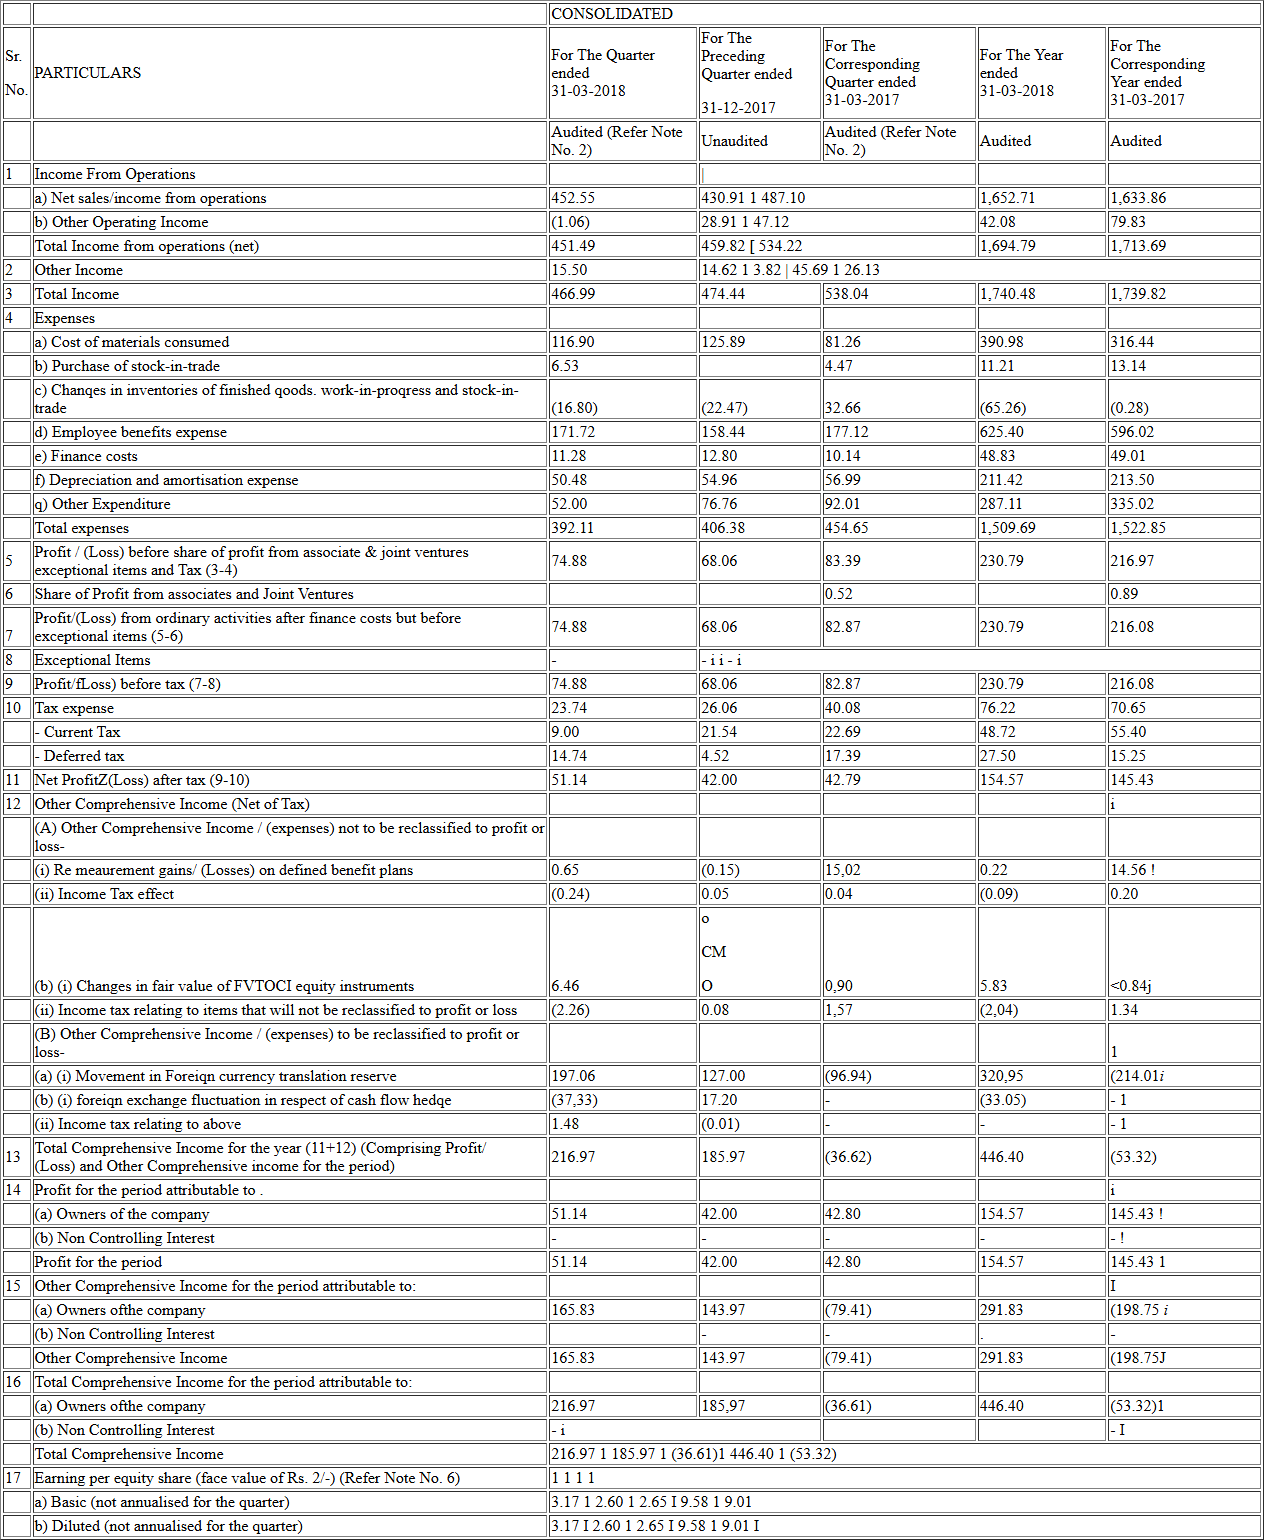 CONSOLIDATED
Sr. No. PARTICULARS For The Quarter ended 31-03-2018 For The Preceding Quarter ended 31-12-2017 For The Corresponding Quarter ended 31-03-2017 For The Year ended 31-03-2018 For The Corresponding Year ended 31-03-2017
Audited (Refer Note No. 2) Unaudited Audited (Refer Note No. 2) Audited Audited
1 Income From Operations |
a) Net sales/income from operations 452.55 430.91 1 487.10 1,652.71 1,633.86
b) Other Operating Income (1.06) 28.91 1 47.12 42.08 79.83
Total Income from operations (net) 451.49 459.82 [ 534.22 1,694.79 1,713.69
2 Other Income 15.50 14.62 1 3.82 | 45.69 1 26.13
3 Total Income 466.99 474.44 538.04 1,740.48 1,739.82
4 Expenses
a) Cost of materials consumed 116.90 125.89 81.26 390.98 316.44
b) Purchase of stock-in-trade 6.53 4.47 11.21 13.14
c) Chanqes in inventories of finished qoods. work-in-proqress and stock-in-
trade (16.80) (22.47) 32.66 (65.26) (0.28)
d) Employee benefits expense 171.72 158.44 177.12 625.40 596.02
e) Finance costs 11.28 12.80 10.14 48.83 49.01
f) Depreciation and amortisation expense 50.48 54.96 56.99 211.42 213.50
q) Other Expenditure 52.00 76.76 92.01 287.11 335.02
Total expenses 392.11 406.38 454.65 1,509.69 1,522.85
5 Profit / (Loss) before share of profit from associate & joint ventures
exceptional items and Tax (3-4) 74.88 68.06 83.39 230.79 216.97
6 Share of Profit from associates and Joint Ventures 0.52 0.89
7 Profit/(Loss) from ordinary activities after finance costs but before
exceptional items (5-6) 74.88 68.06 82.87 230.79 216.08
8 Exceptional Items - - i i - i
9 Profit/fLoss) before tax (7-8) 74.88 68.06 82.87 230.79 216.08
10 Tax expense 23.74 26.06 40.08 76.22 70.65
- Current Tax 9.00 21.54 22.69 48.72 55.40
- Deferred tax 14.74 4.52 17.39 27.50 15.25
11 Net ProfitZ(Loss) after tax (9-10) 51.14 42.00 42.79 154.57 145.43
12 Other Comprehensive Income (Net of Tax) i
(A) Other Comprehensive Income / (expenses) not to be reclassified to profit or
loss-
(i) Re meaurement gains/ (Losses) on defined benefit plans 0.65 (0.15) 15,02 0.22 14.56 !
(ii) Income Tax effect (0.24) 0.05 0.04 (0.09) 0.20
o
CM
(b) (i) Changes in fair value of FVTOCI equity instruments 6.46 O 0,90 5.83 <0.84j
(ii) Income tax relating to items that will not be reclassified to profit or loss (2.26) 0.08 1,57 (2,04) 1.34
(B) Other Comprehensive Income / (expenses) to be reclassified to profit or
loss- 1
(a) (i) Movement in Foreiqn currency translation reserve 197.06 127.00 (96.94) 320,95 (214.01i
(b) (i) foreiqn exchange fluctuation in respect of cash flow hedqe (37,33) 17.20 - (33.05) - 1
(ii) Income tax relating to above 1.48 (0.01) - - - 1
13 Total Comprehensive Income for the year (11+12) (Comprising Profit/
(Loss) and Other Comprehensive income for the period) 216.97 185.97 (36.62) 446.40 (53.32)
14 Profit for the period attributable to . i
(a) Owners of the company 51.14 42.00 42.80 154.57 145.43 !
(b) Non Controlling Interest - - - - - !
Profit for the period 51.14 42.00 42.80 154.57 145.43 1
15 Other Comprehensive Income for the period attributable to: I
(a) Owners ofthe company 165.83 143.97 (79.41) 291.83 (198.75 i
(b) Non Controlling Interest - - . -
Other Comprehensive Income 165.83 143.97 (79.41) 291.83 (198.75J
16 Total Comprehensive Income for the period attributable to:
(a) Owners ofthe company 216.97 185,97 (36.61) 446.40 (53.32)1
(b) Non Controlling Interest - i - I
Total Comprehensive Income 216.97 1 185.97 1 (36.61)1 446.40 1 (53.32)
17 Earning per equity share (face value of Rs. 2/-) (Refer Note No. 6) 1 1 1 1
a) Basic (not annualised for the quarter) 3.17 1 2.60 1 2.65 I 9.58 1 9.01
b) Diluted (not annualised for the quarter) 3.17 I 2.60 1 2.65 I 9.58 1 9.01 I